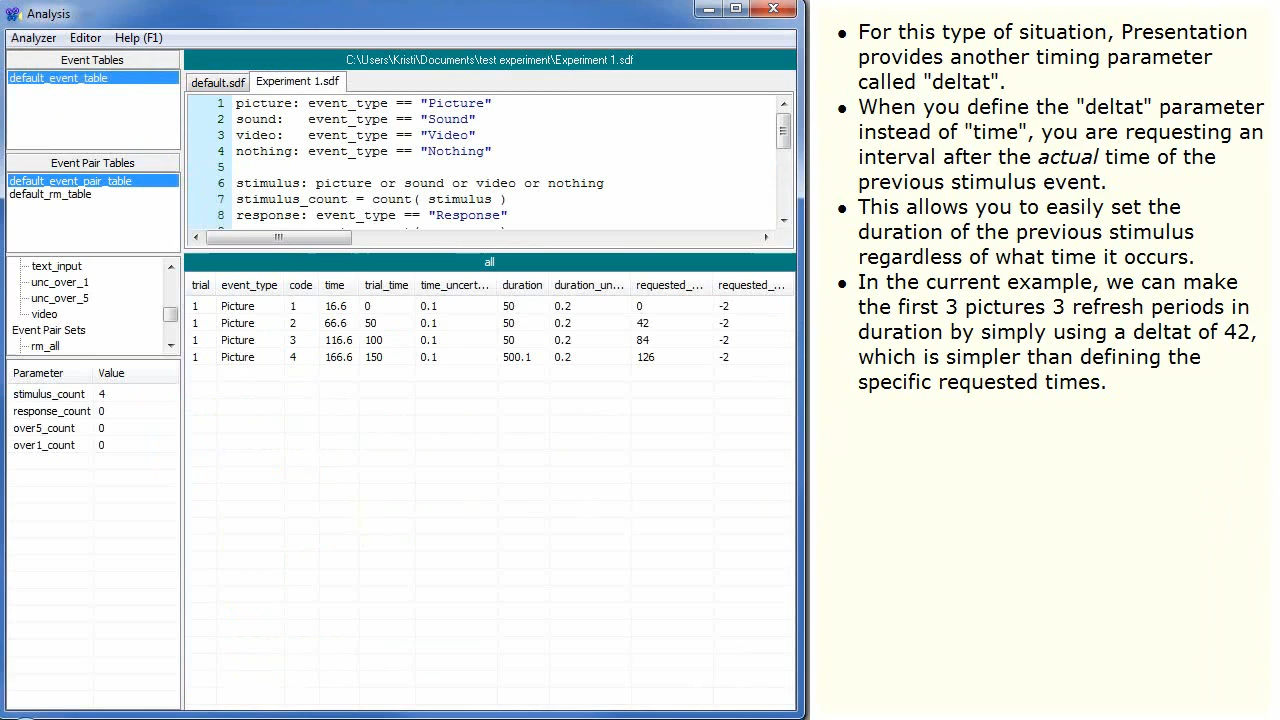 Analysis
Analyzer Editor Help (F1)
Event Tables
default_event_table
Event Pair Tables
default_event_pair_table
default_rm_table
text_input
unc_over_1
unc_over_5
video
Event Pair Sets
rm_all
Parameter Value
stimulus_count 4
response_count 0
over5_count 0
over1_count 0
C:\Users\Kristi\Documents\test experiment\Experiment 1.sdf
default.sdf Experiment 1.sdf
1 picture: event_type == "Picture"
2 sound: event_type == "Sound"
3 video: event_type == "Video"
4 nothing: event_type == "Nothing"
5
6 stimulus: picture or sound or video or nothing
7 stimulus_count = count( stimulus )
8 response: event_type == "Response"
all
trial event_type code time trial_time time_uncert... duration duration_un... requested_... requested_...
1 Picture 1 16.6 0 0.1 50 0.2 0 -2
1 Picture 2 66.6 50 0.1 50 0.2 42 -2
1 Picture 3 116.6 100 0.1 50 0.2 84 -2
1 Picture 4 166.6 150 0.1 500.1 0.2 126 -2
• For this type of situation, Presentation
provides another timing parameter
called "deltat".
• When you define the "deltat" parameter
instead of "time", you are requesting an
interval after the actual time of the
previous stimulus event.
• This allows you to easily set the
duration of the previous stimulus
regardless of what time it occurs.
• In the current example, we can make
the first 3 pictures 3 refresh periods in
duration by simply using a deltat of 42,
which is simpler than defining the
specific requested times.